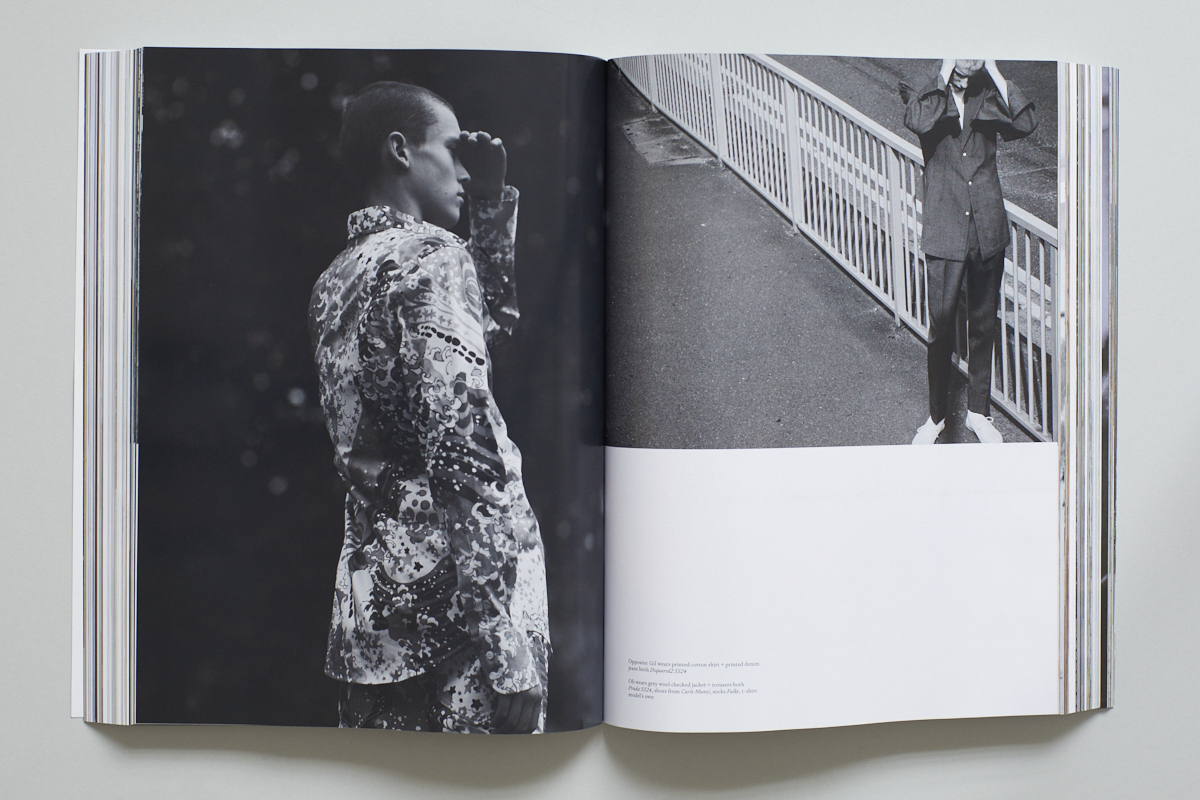 Opposite: Gil wears printed cotton shirt + printed denim
jeans both Dsquared2 SS24
Oli wears grey wool checked jacket + trousers both
Prada SS24, shoes from Carlo Manzi, socks Falke, t-shirt
model's own